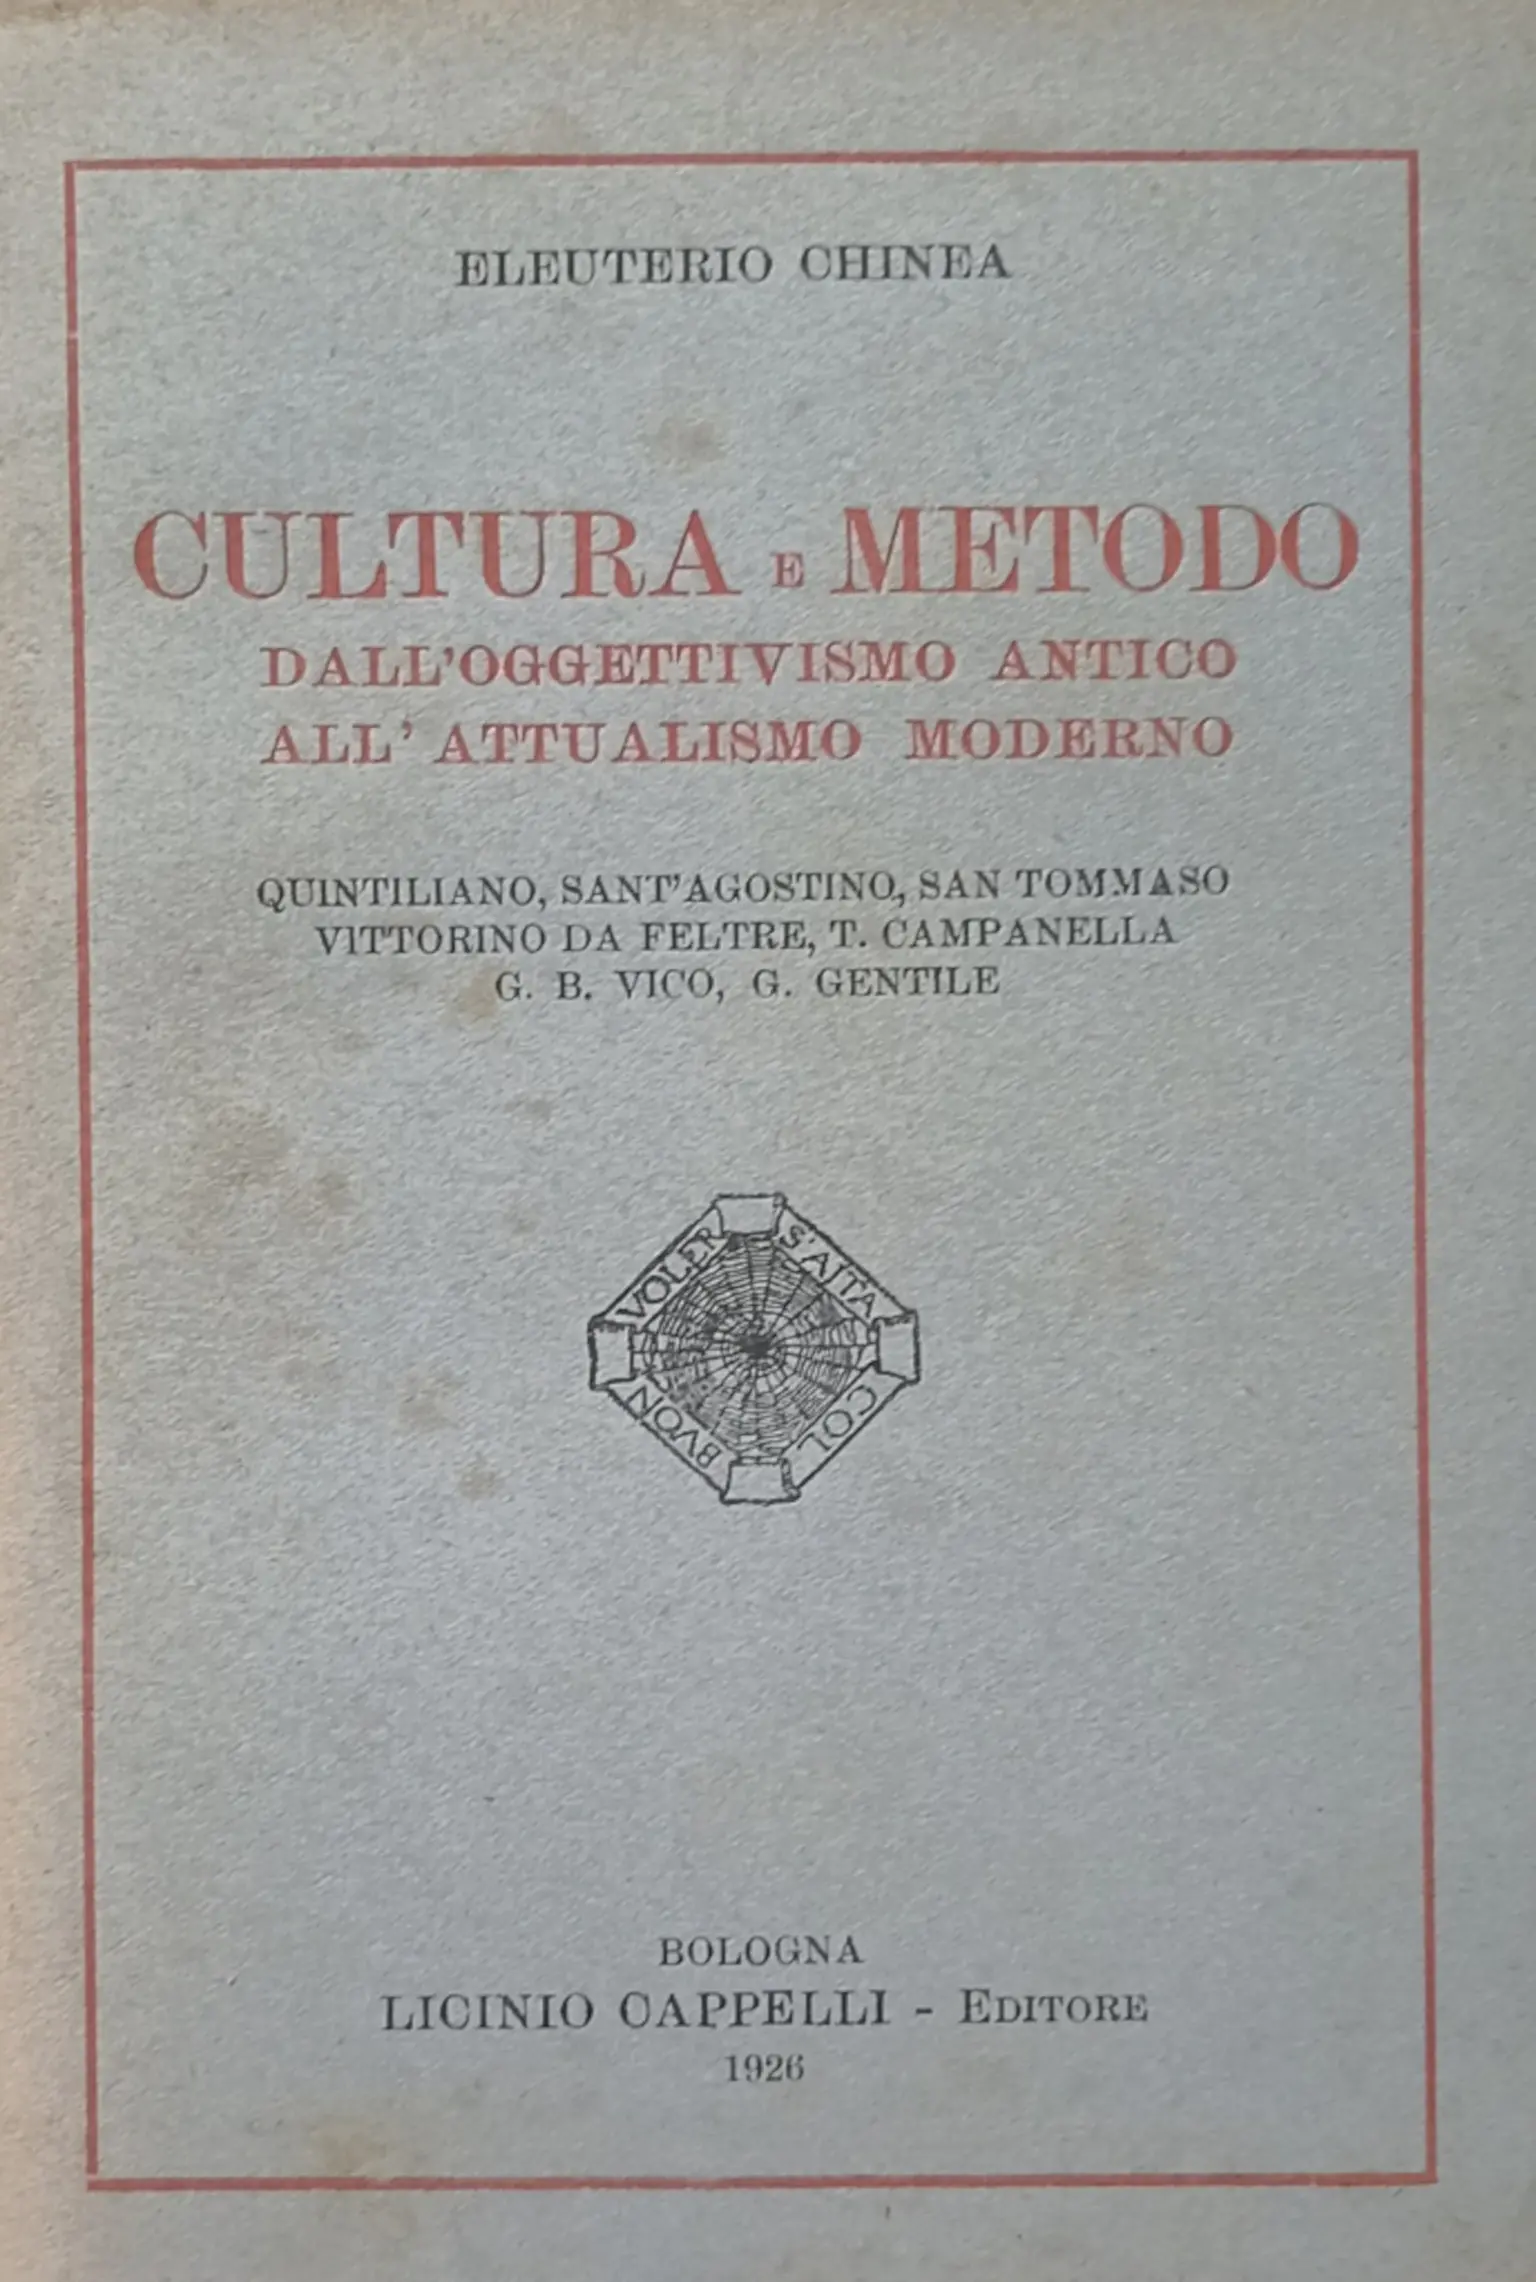 ELEUTERIO CHINEA
CULTURA E METODO
DALL'OGGETTIVISMO ANTICO
ALL' ATTUALISMO MODERNO
QUINTILIANO, SANT'AGOSTINO, SAN TOMMASO
VITTORINO DA FELTRE, T. CAMPANELLA
G. B. VICO, G. GENTILE
COL
BVON
VOLER
S'AITA
BOLOGNA
LICINIO CAPPELLI - EDITORE
1926